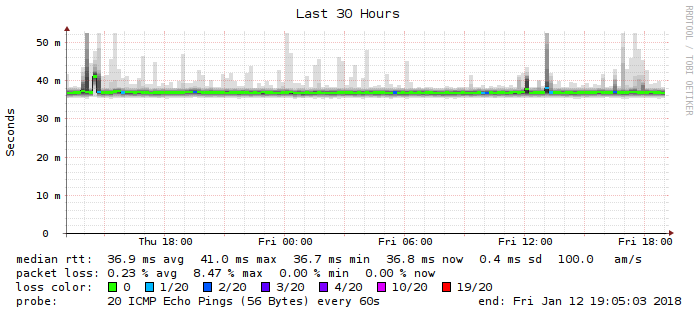 Last 30 Hours
RRDTOOL / TOBI OETIKER
Seconds
50 m
40 m
30 m
20 m
10 m
0
Thu 18:00 Fri 00:00 Fri 06:00 Fri 12:00 Fri 18:00
median rtt: 36.9 ms avg 41.0 ms max 36.7 ms min 36.8 ms now 0.4 ms sd 100.0 am/s
packet loss: 0.23 % avg 8.47 % max 0.00 % min 0.00 % now
loss color: 0 1/20 2/20 3/20 4/20 10/20 19/20
probe: 20 ICMP Echo Pings (56 Bytes) every 60s end: Fri Jan 12 19:05:03 2018